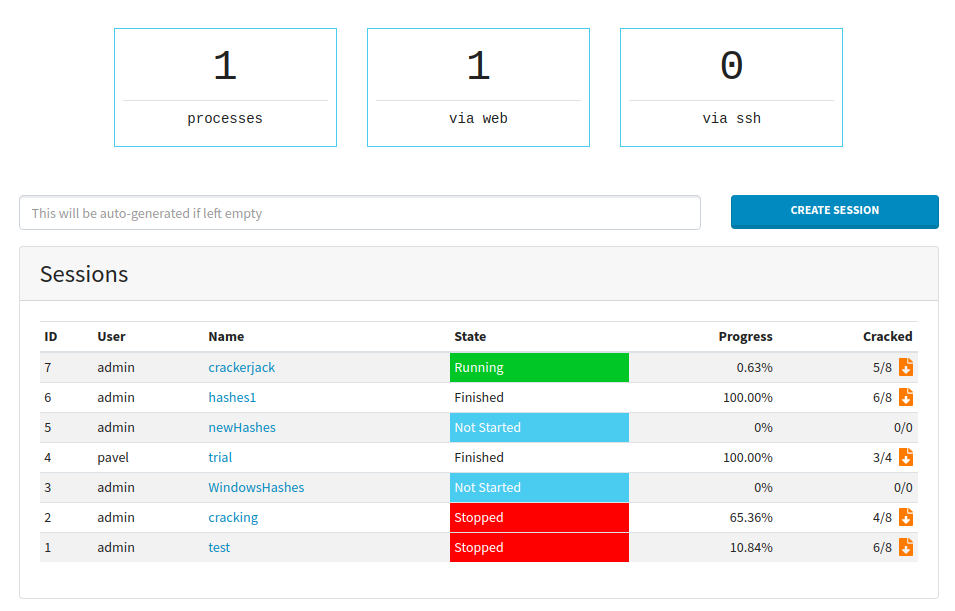 1 1 0
processes via web via ssh
This will be auto-generated if left empty CREATE SESSION
Sessions
ID User Name State Progress Cracked
7 admin crackerjack Running 0.63% 5/8
6 admin hashes1 Finished 100.00% 6/8
5 admin newHashes Not Started 0% 0/0
4 pavel trial Finished 100.00% 3/4
3 admin WindowsHashes Not Started 0% 0/0
2 admin cracking Stopped 65.36% 4/8
1 admin test Stopped 10.84% 6/8